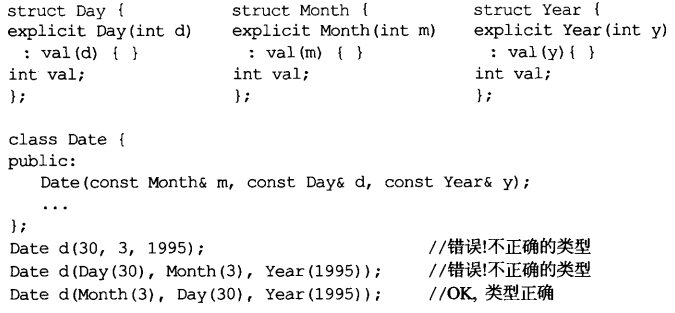 struct Day {            struct Month {            struct Year {
explicit Day(int d)     explicit Month(int m)     explicit Year(int y)
 : val(d) { }            : val(m) { }              : val(y){ }
int val;                int val;                  int val;
};                      };                        };
class Date {
public:
   Date(const Month& m, const Day& d, const Year& y);
   ...
};
Date d(30, 3, 1995);                        //错误!不正确的类型
Date d(Day(30), Month(3), Year(1995));      //错误!不正确的类型
Date d(Month(3), Day(30), Year(1995));      //OK, 类型正确